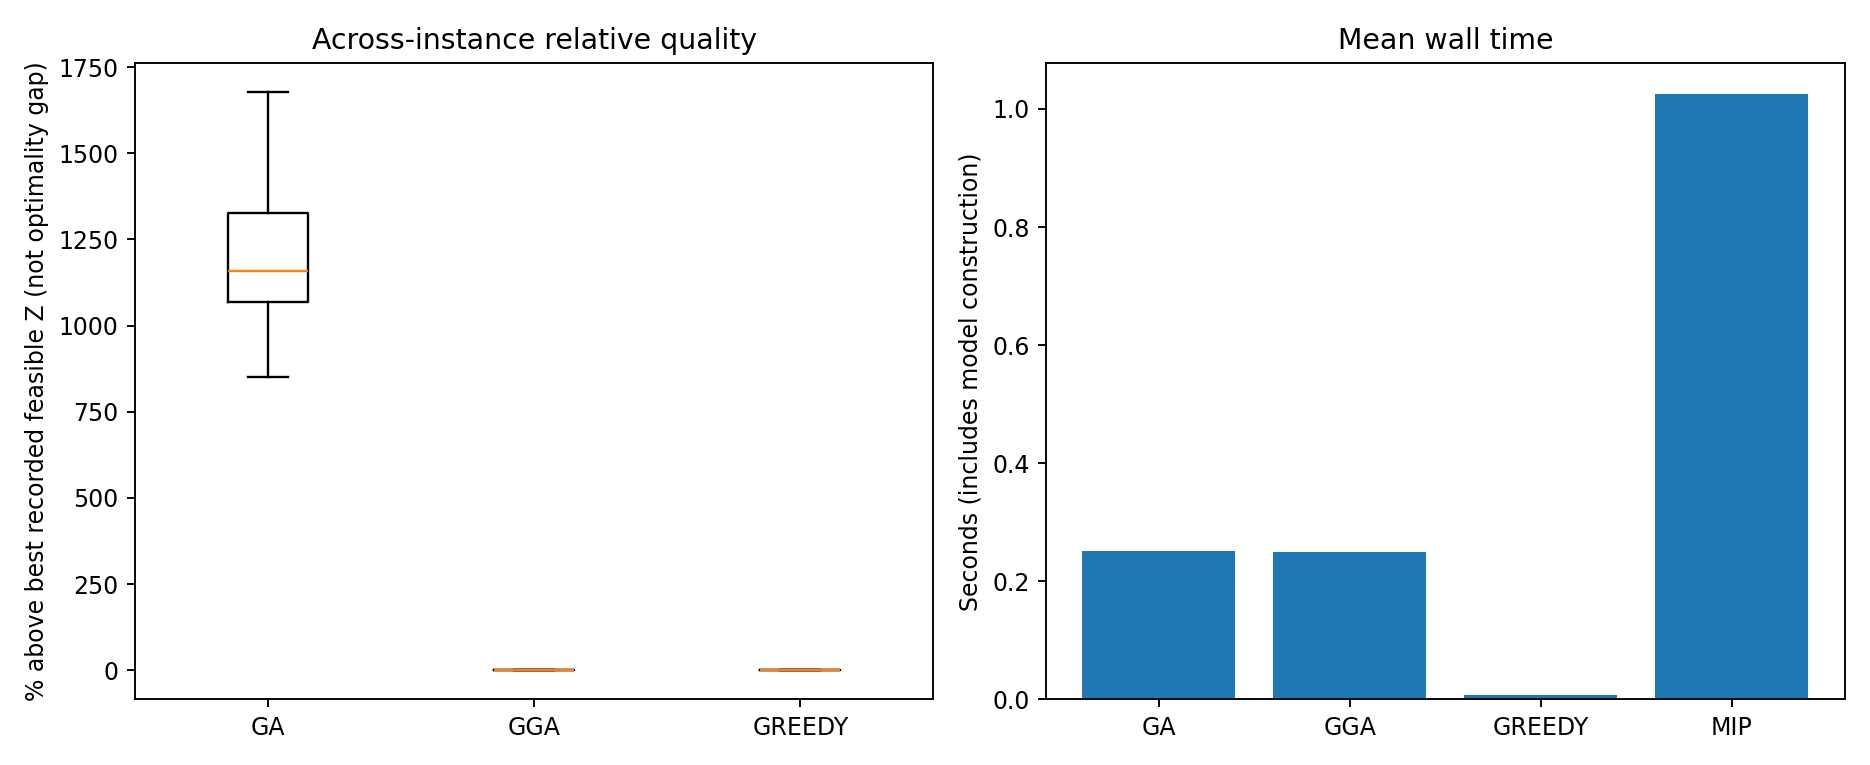 Across-instance relative quality
% above best recorded feasible Z (not optimality gap)
1750
1500
1250
1000
750
500
250
0
GA
GGA
GREEDY
Mean wall time
Seconds (includes model construction)
1.0
0.8
0.6
0.4
0.2
0.0
GA
GGA
GREEDY
MIP